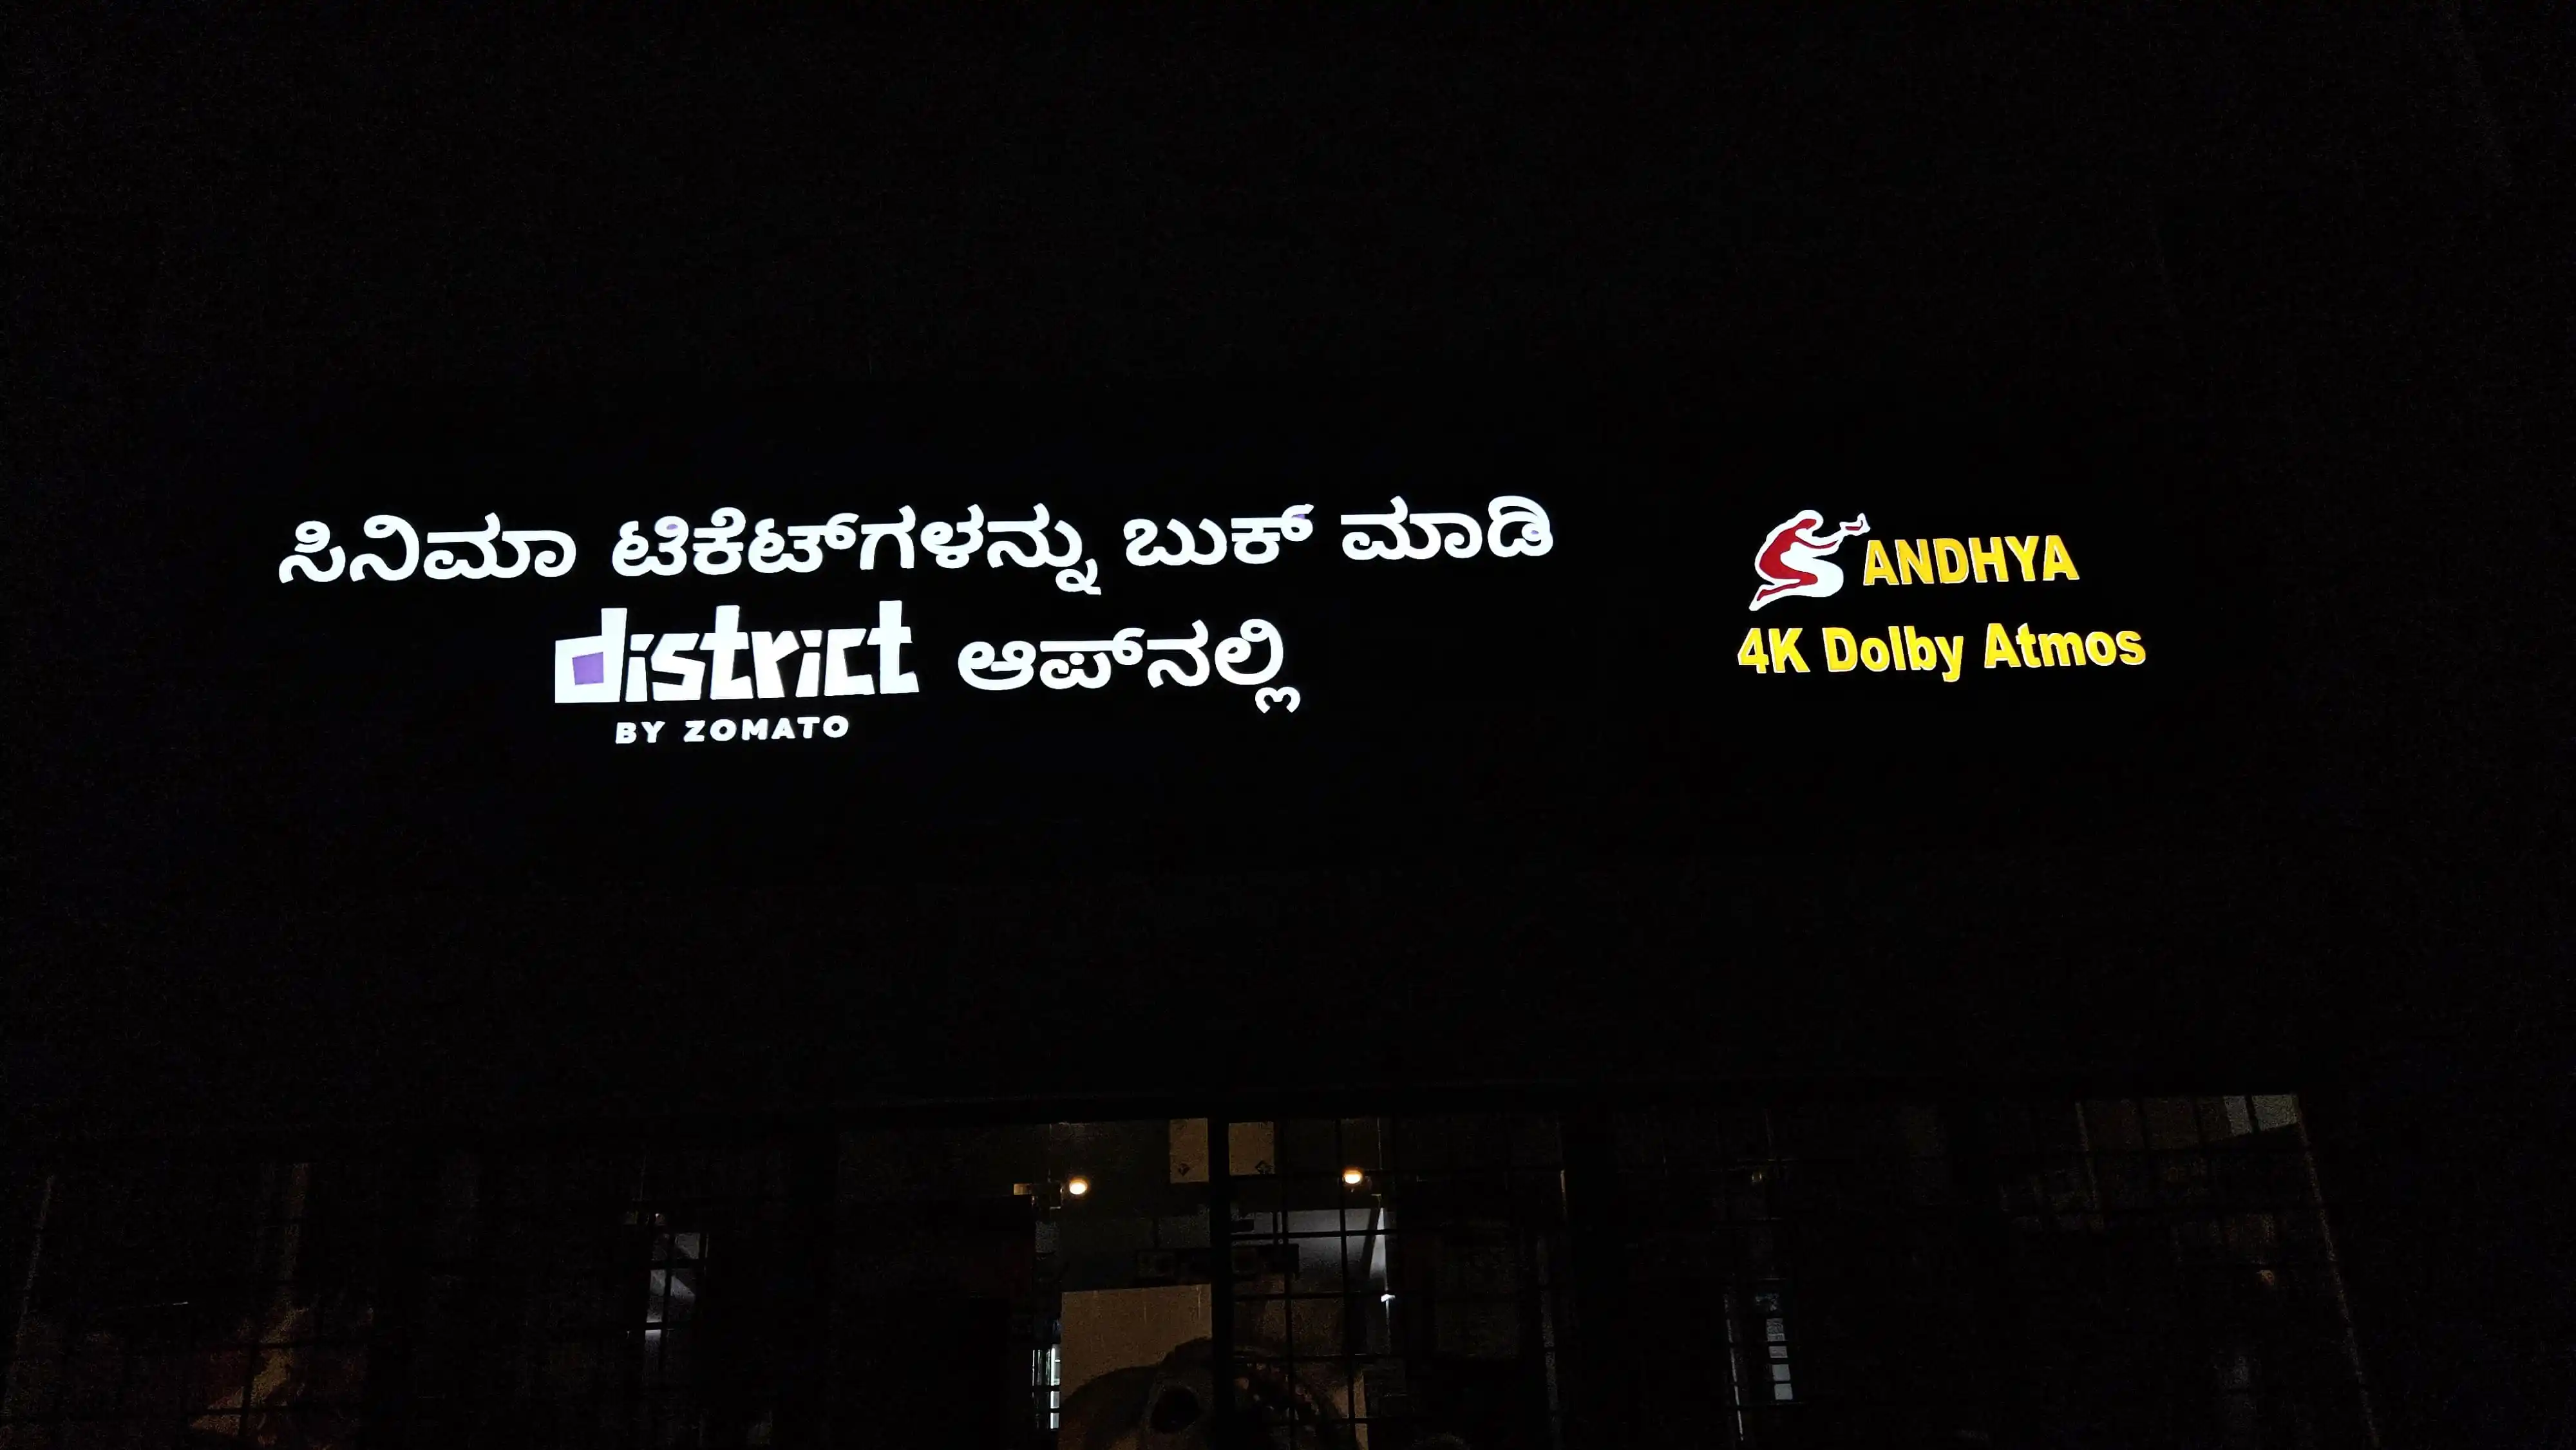 ಸಿನಿಮಾ ಟಿಕೆಟ್‌ಗಳನ್ನು ಬುಕ್ ಮಾಡಿ
district ಆಪ್‌ನಲ್ಲಿ
BY ZOMATO
SANDHYA
4K Dolby Atmos